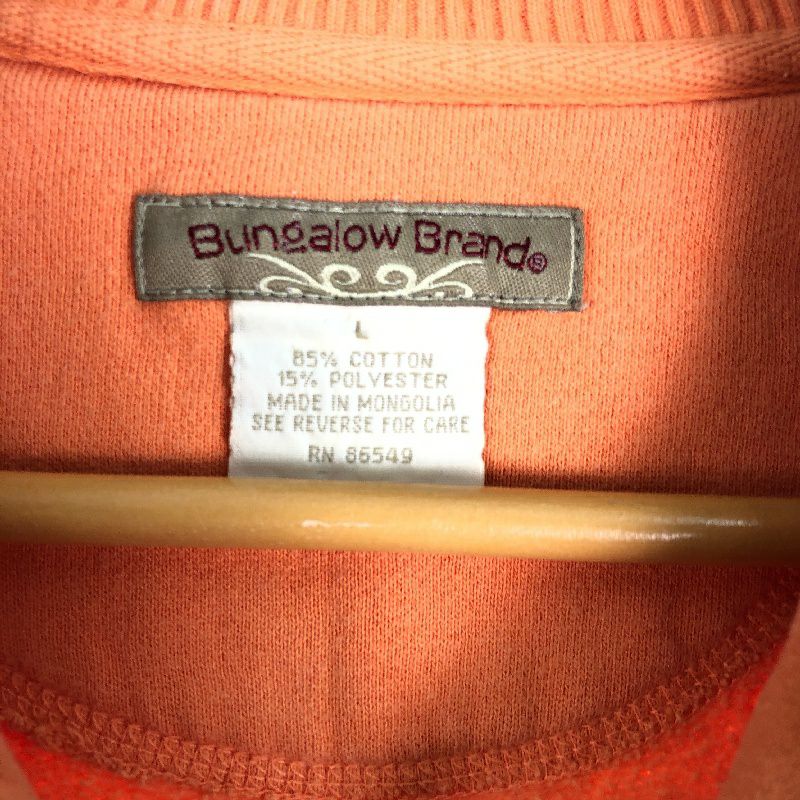 Bungalow Brand®
L
85% COTTON
15% POLYESTER
MADE IN MONGOLIA
SEE REVERSE FOR CARE
RN 86549